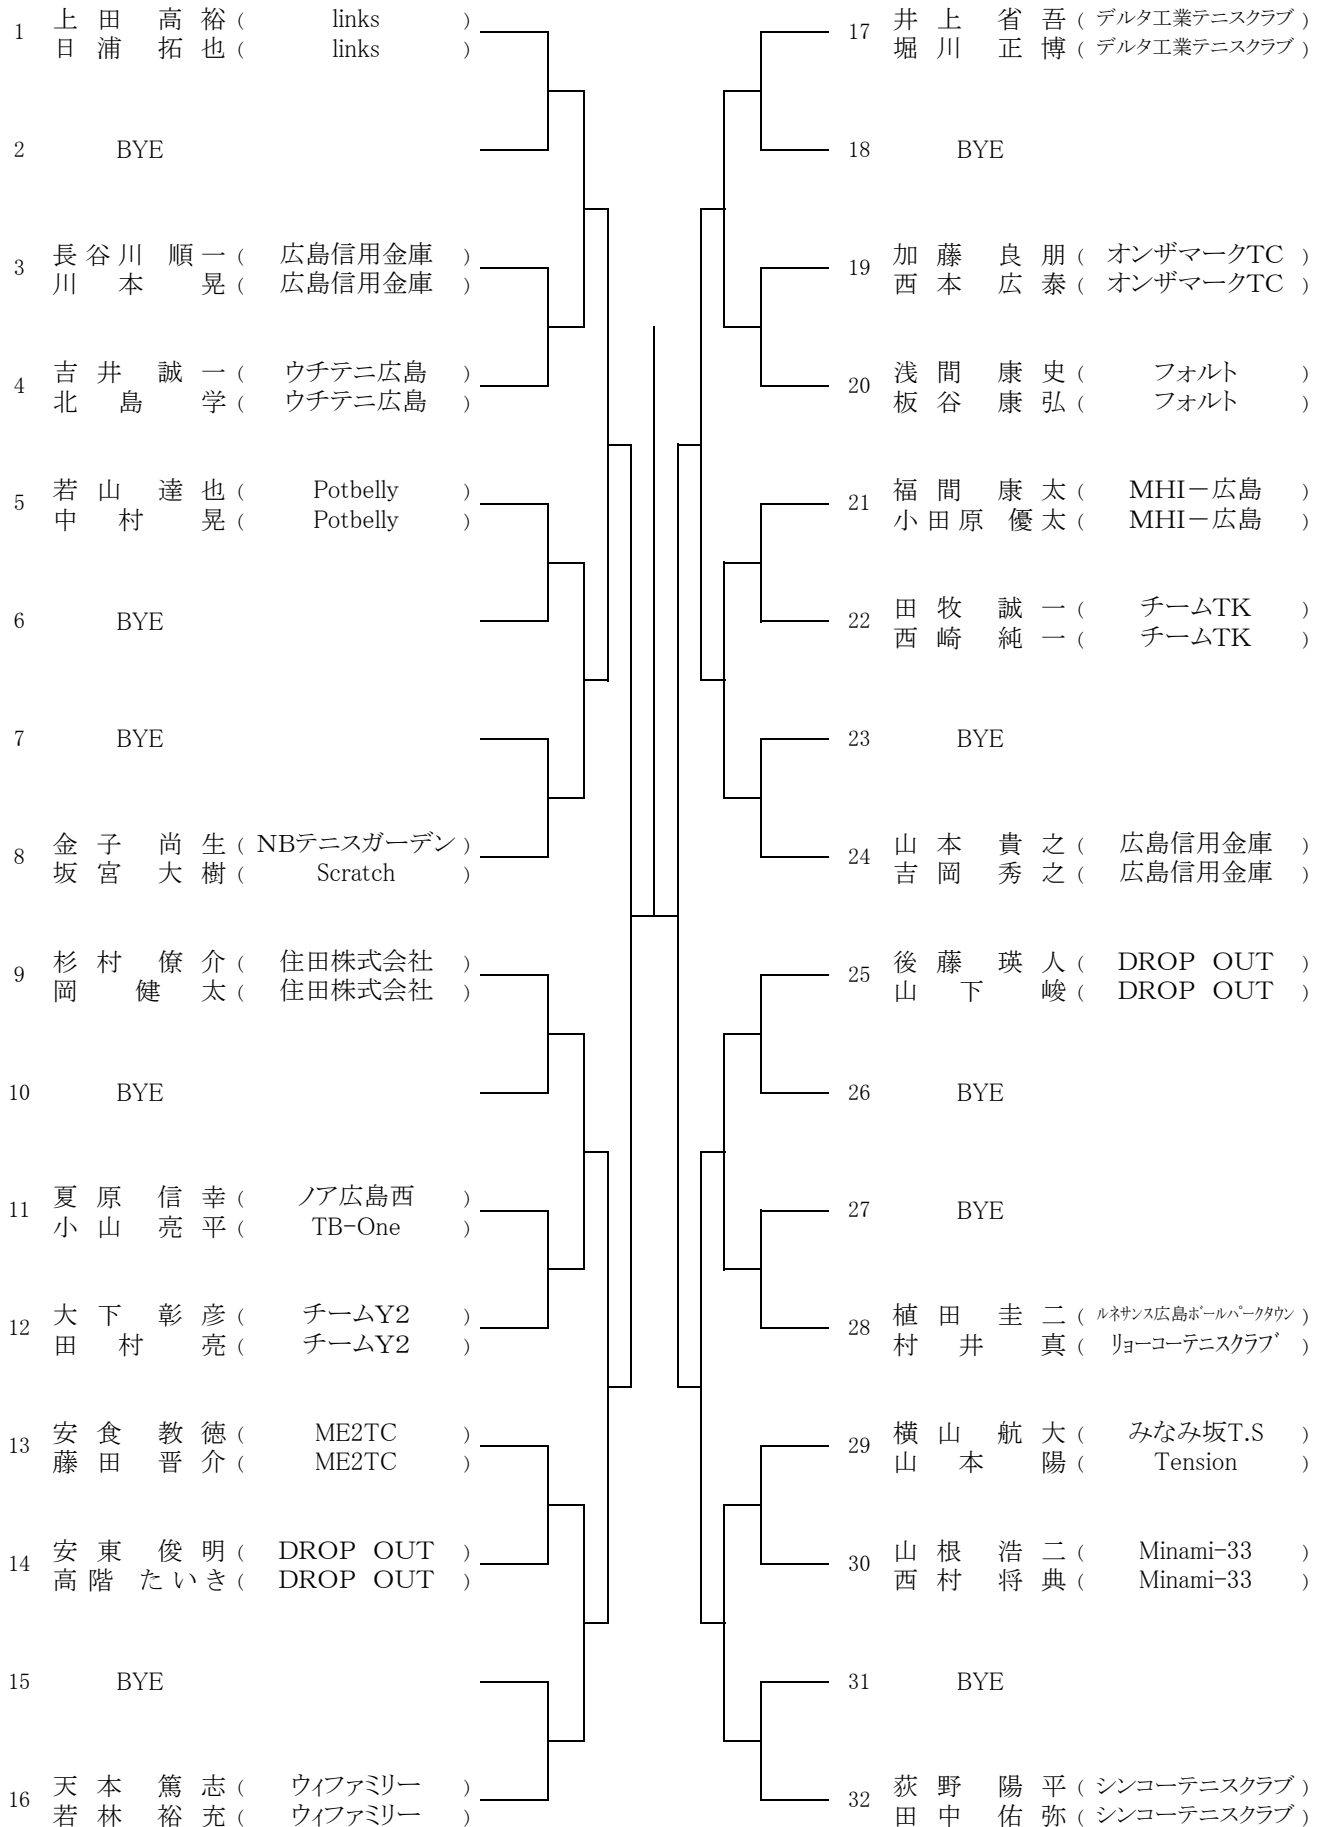 1 上田 高裕 ( links )
日浦 拓也 ( links )
2 BYE
3 長谷川 順一 ( 広島信用金庫 )
川本 晃 ( 広島信用金庫 )
4 吉井 誠一 ( ウチテニ広島 )
北島 学 ( ウチテニ広島 )
5 若山 達也 ( Potbelly )
中村 晃 ( Potbelly )
6 BYE
7 BYE
8 金子 尚生 ( NBテニスガーデン )
坂宮 大樹 ( Scratch )
9 杉村 僚介 ( 住田株式会社 )
岡 健太 ( 住田株式会社 )
10 BYE
11 夏原 信幸 ( ノア広島西 )
小山 亮平 ( TB-One )
12 大下 彰彦 ( チームY2 )
田村 亮 ( チームY2 )
13 安食 教徳 ( ME2TC )
藤田 晋介 ( ME2TC )
14 安東 俊明 ( DROP OUT )
高階 たいき ( DROP OUT )
15 BYE
16 天本 篤志 ( ウィファミリー )
若林 裕充 ( ウィファミリー )
17 井上 省吾 ( デルタ工業テニスクラブ )
堀川 正博 ( デルタ工業テニスクラブ )
18 BYE
19 加藤 良朋 ( オンザマークTC )
西本 広泰 ( オンザマークTC )
20 浅間 康史 ( フォルト )
板谷 康弘 ( フォルト )
21 福間 康太 ( MHI－広島 )
小田原 優太 ( MHI－広島 )
22 田牧 誠一 ( チームTK )
西崎 純一 ( チームTK )
23 BYE
24 山本 貴之 ( 広島信用金庫 )
吉岡 秀之 ( 広島信用金庫 )
25 後藤 瑛人 ( DROP OUT )
山下 峻 ( DROP OUT )
26 BYE
27 BYE
28 植田 圭二 ( ﾙﾈｻﾝｽ広島ﾎﾞｰﾙﾊﾟｰｸﾀｳﾝ )
村井 真 ( ﾘｮｰｺｰﾃﾆｽｸﾗﾌﾞ )
29 横山 航大 ( みなみ坂T.S )
山本 陽 ( Tension )
30 山根 浩二 ( Minami-33 )
西村 将典 ( Minami-33 )
31 BYE
32 荻野 陽平 ( シンコーテニスクラブ )
田中 佑弥 ( シンコーテニスクラブ )